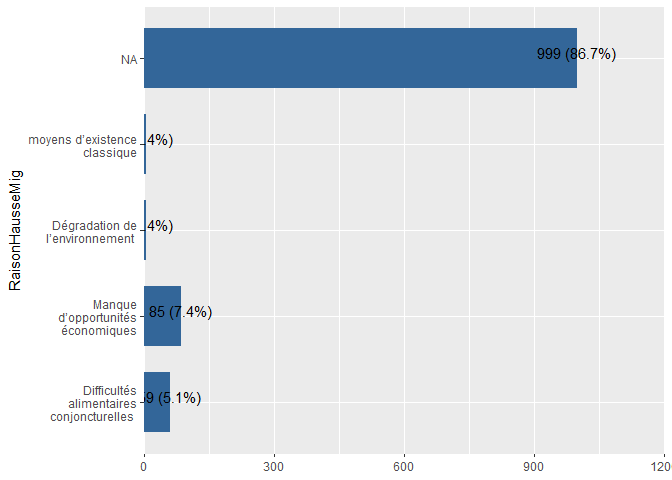 RaisonHausseMig
NA
999 (86.7%)
moyens d'existence
classique
4%)
Dégradation de
l'environnement
4%)
Manque
d'opportunités
économiques
85 (7.4%)
Difficultés
alimentaires
conjoncturelles
59 (5.1%)
0
300
600
900
120